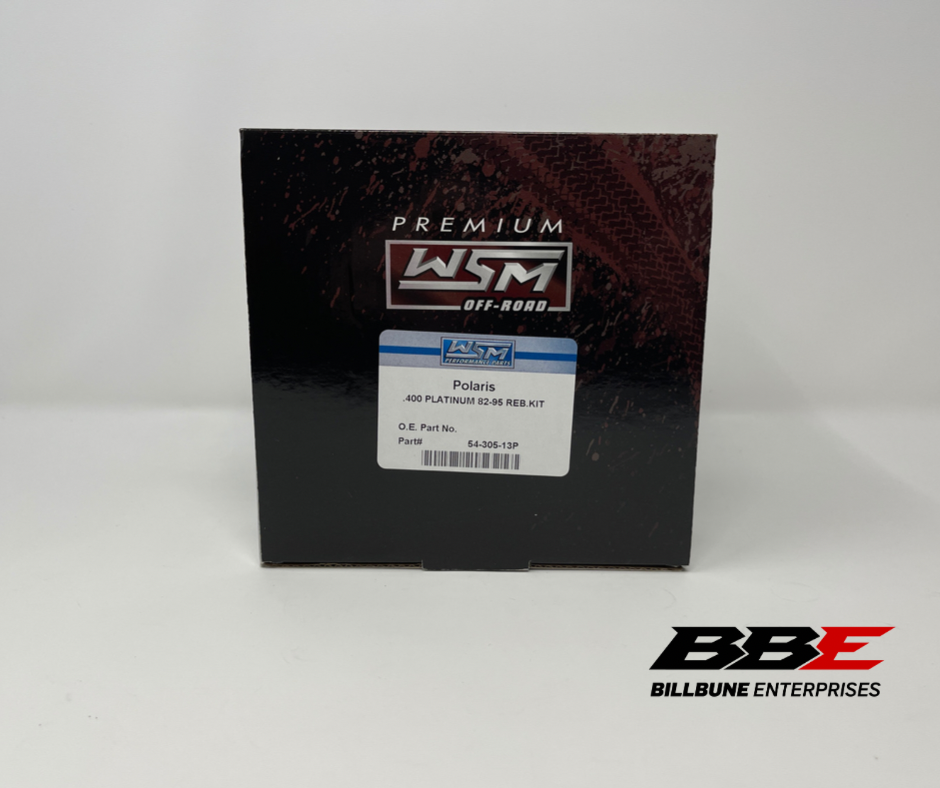 PREMIUM
WSM
OFF-ROAD
WSM
PERFORMANCE PARTS
Polaris
.400 PLATINUM 82-95 REB.KIT
O.E. Part No.
Part# 54-305-13P
BBE
BILLBUNE ENTERPRISES